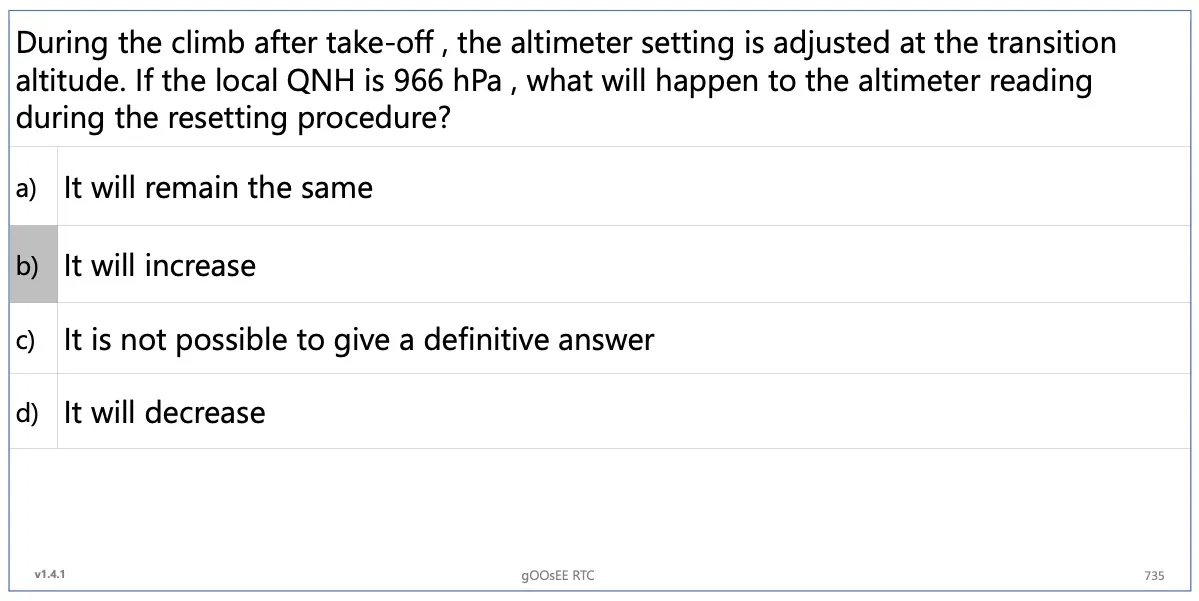 During the climb after take-off , the altimeter setting is adjusted at the transition
altitude. If the local QNH is 966 hPa , what will happen to the altimeter reading
during the resetting procedure?
a) It will remain the same
b) It will increase
c) It is not possible to give a definitive answer
d) It will decrease
v1.4.1 gOOsEE RTC 735